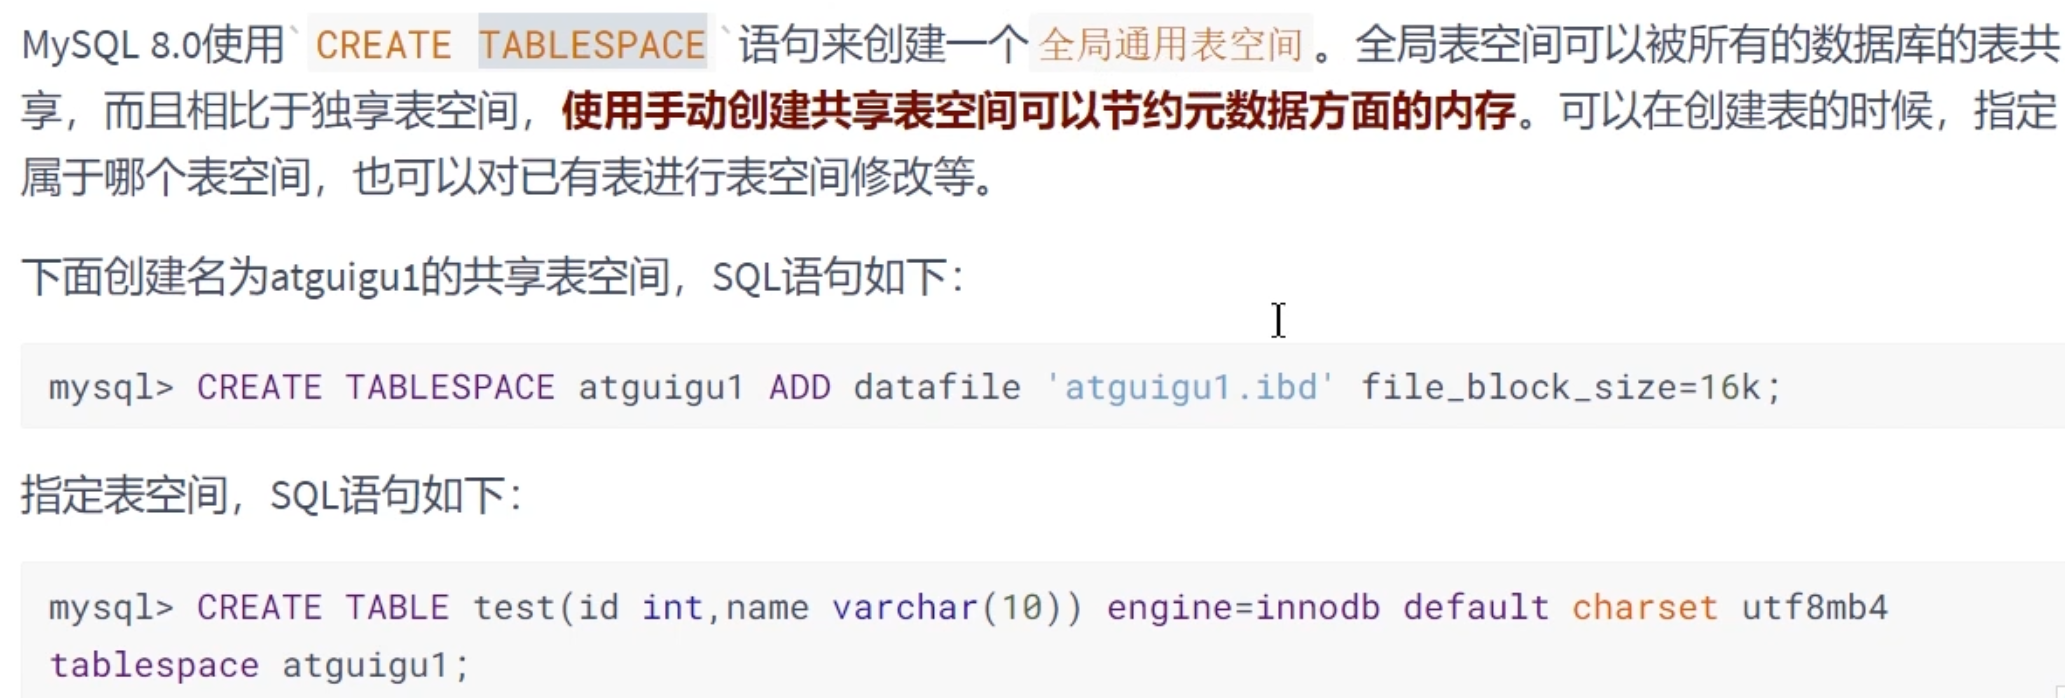 MySQL 8.0使用`CREATE TABLESPACE`语句来创建一个全局通用表空间。全局表空间可以被所有的数据库的表共
享，而且相比于独享表空间，使用手动创建共享表空间可以节约元数据方面的内存。可以在创建表的时候，指定
属于哪个表空间，也可以对已有表进行表空间修改等。
下面创建名为atguigu1的共享表空间，SQL语句如下：
mysql> CREATE TABLESPACE atguigu1 ADD datafile 'atguigu1.ibd' file_block_size=16k;
指定表空间，SQL语句如下：
mysql> CREATE TABLE test(id int,name varchar(10)) engine=innodb default charset utf8mb4
tablespace atguigu1;